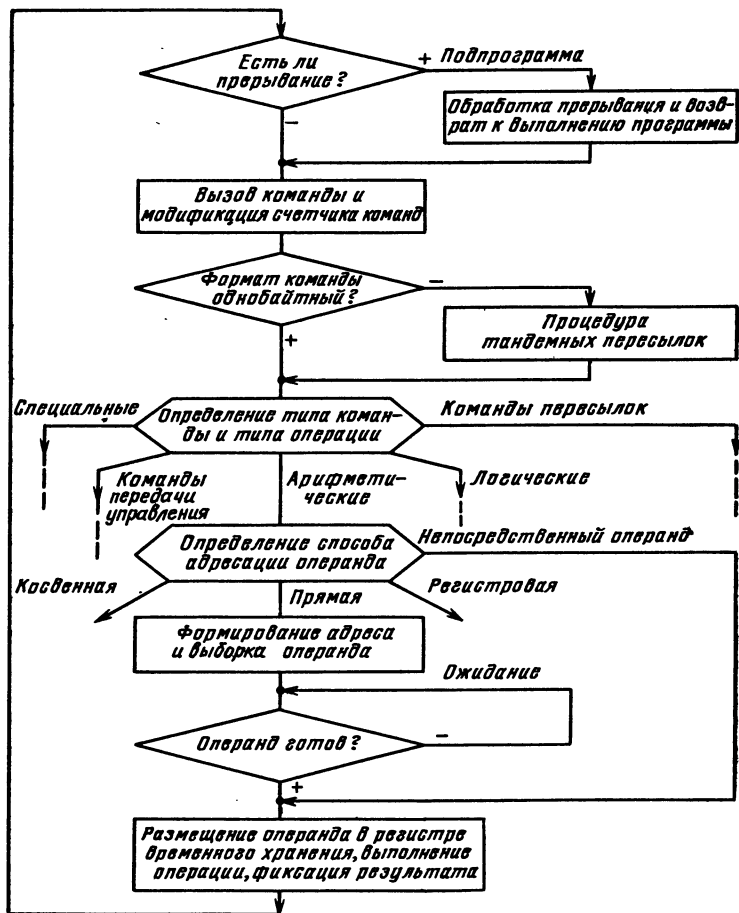 Есть ли
прерывание?
+ Подпрограмма
Обработка прерывания и возв-
рат к выполнению программы
−
Вызов команды и
модификация счетчика команд
Формат команды
однобайтный?
−
Процедура
тандемных пересылок
+
Специальные
Определение типа коман-
ды и типа операции
Команды пересылок
Команды
передачи
управления
Арифмети-
ческие
Логические
Определение способа
адресации операнда
Непосредственный операнд
Косвенная
Прямая
Регистровая
Формирование адреса
и выборка операнда
Ожидание
Операнд готов?
−
+
Размещение операнда в регистре
временного хранения, выполнение
операции, фиксация результата